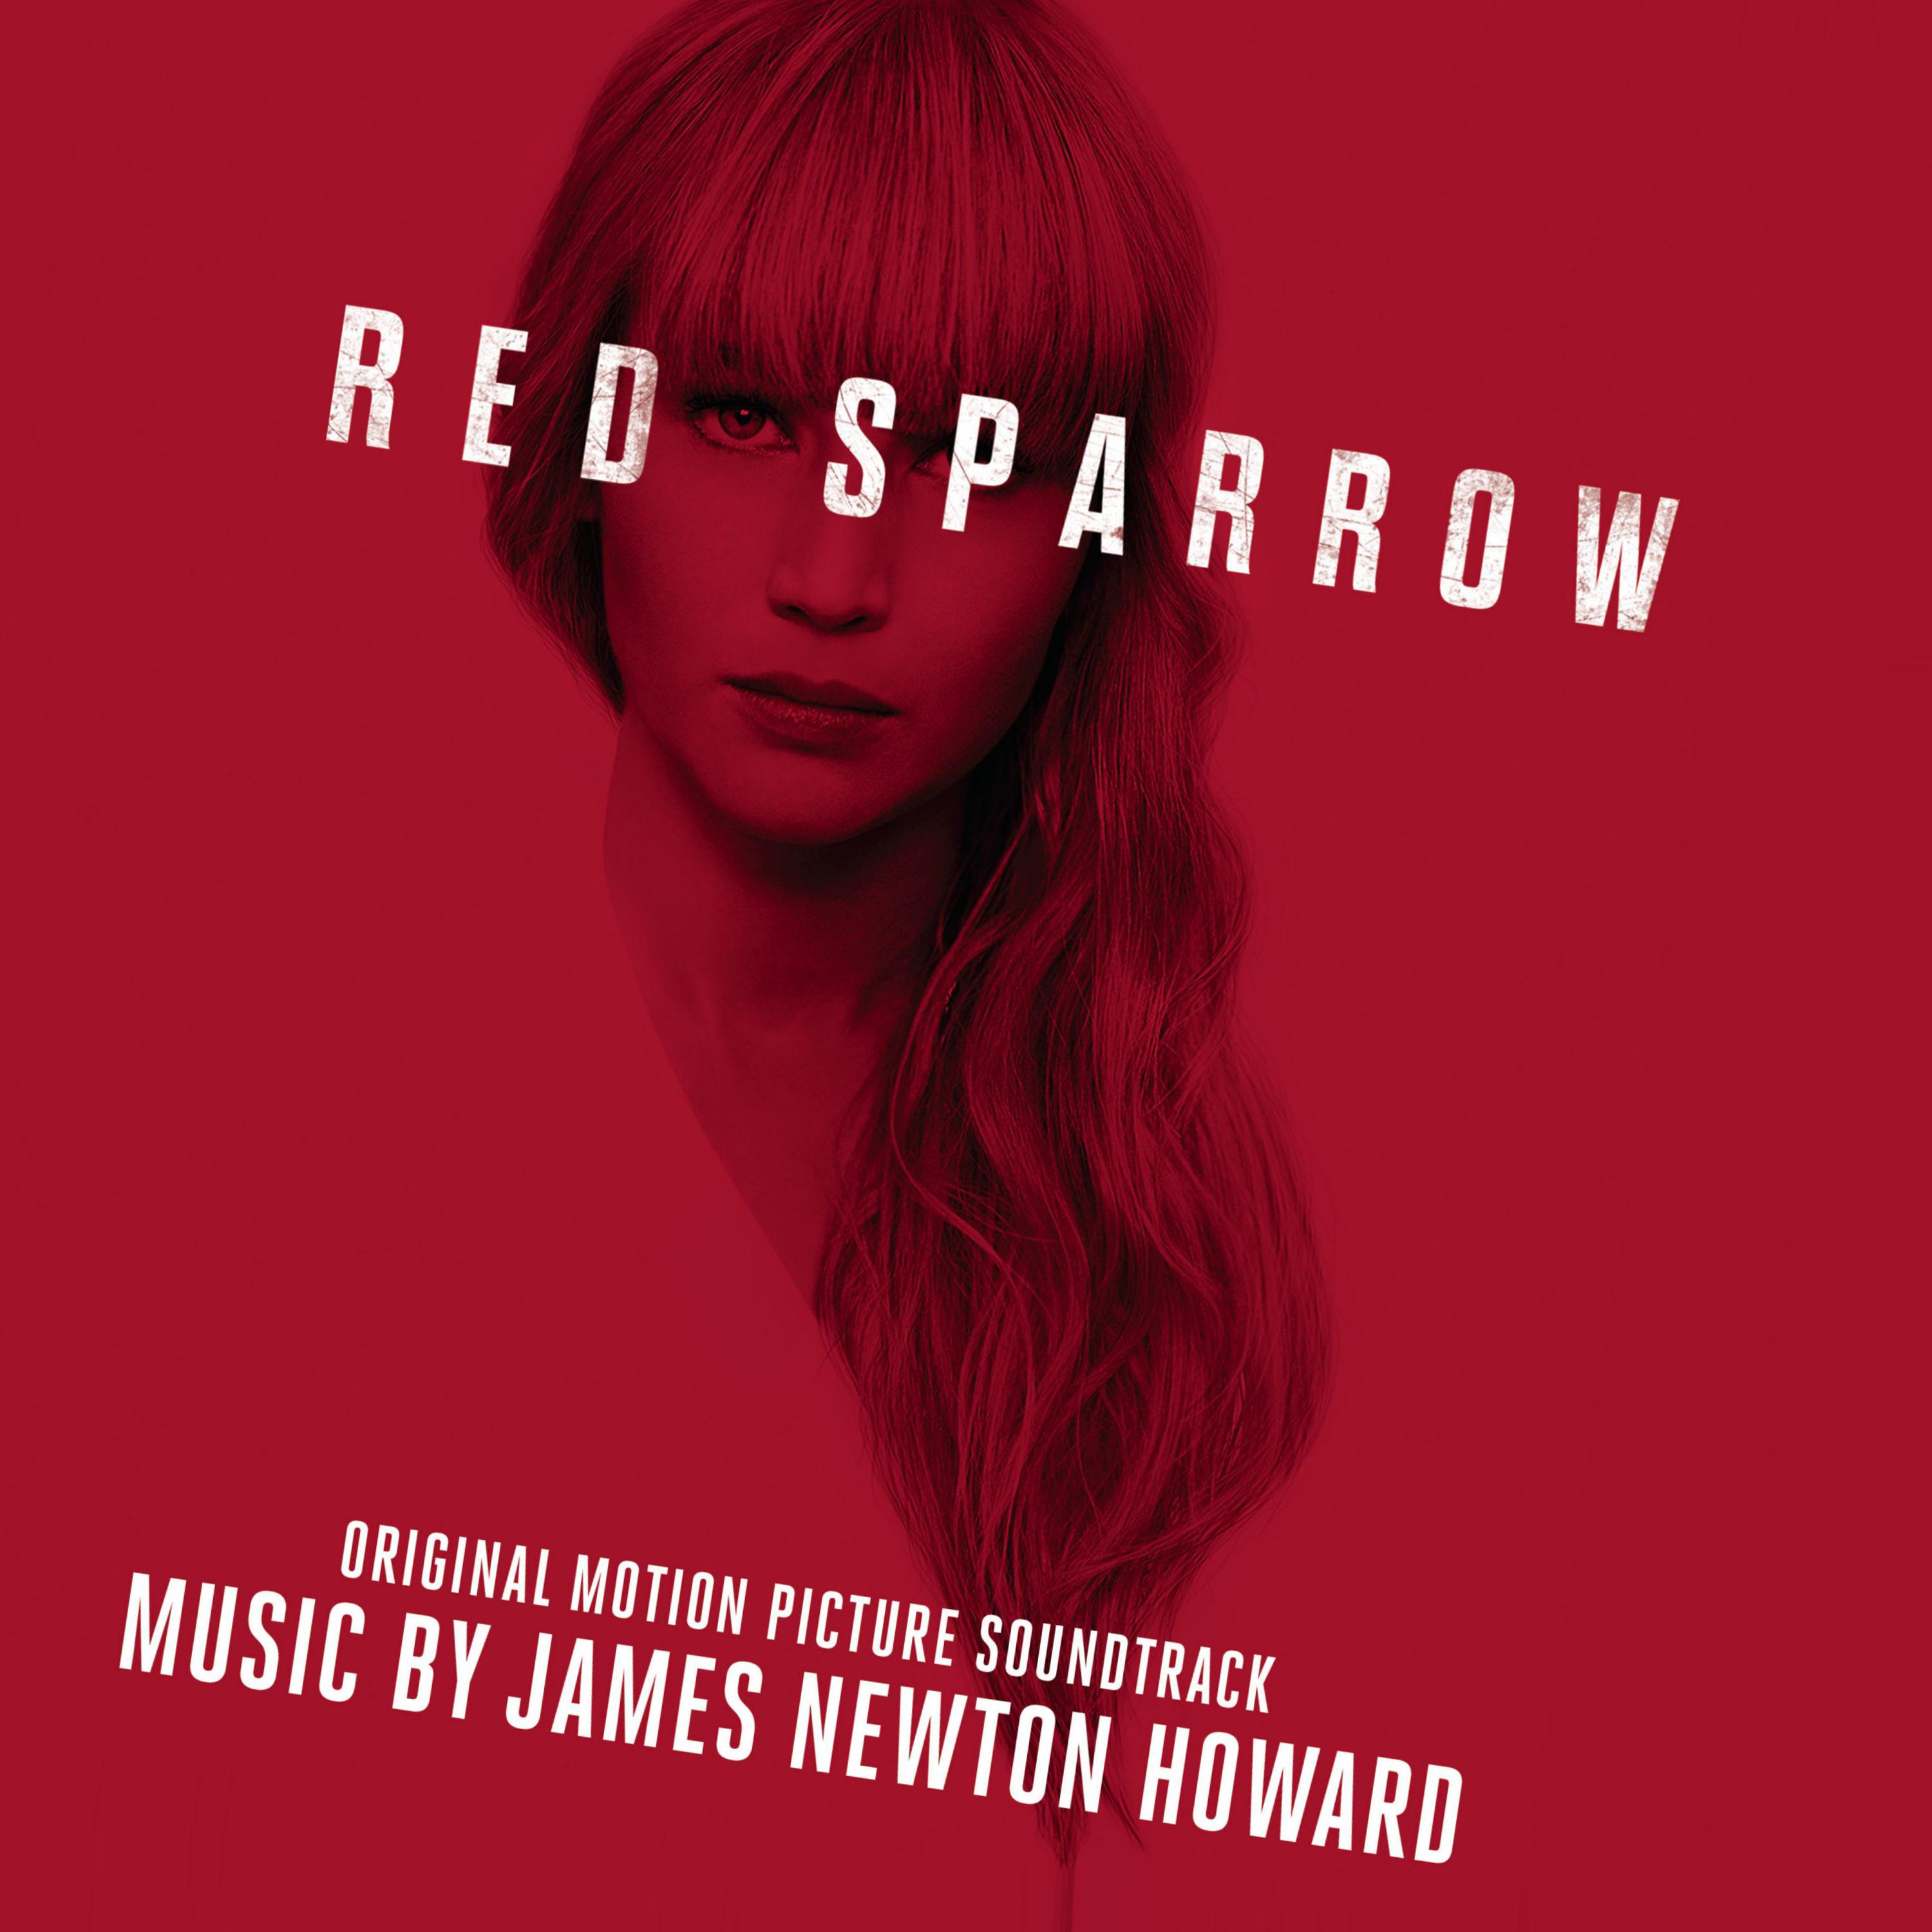 RED SPARROW
ORIGINAL MOTION PICTURE SOUNDTRACK
MUSIC BY JAMES NEWTON HOWARD